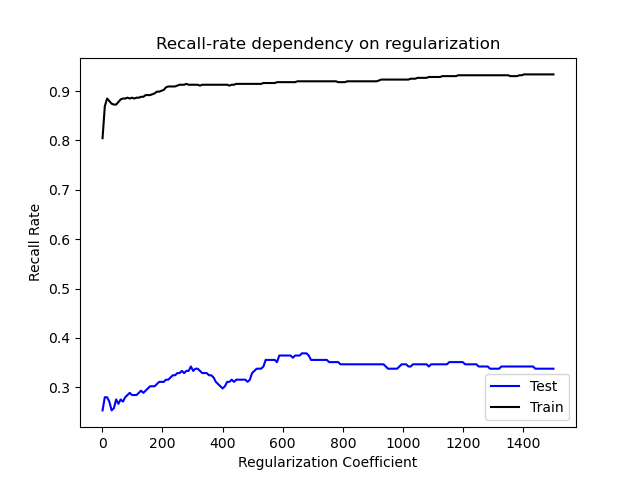 Recall-rate dependency on regularization
Recall Rate
0.9
0.8
0.7
0.6
0.5
0.4
0.3
0 200 400 600 800 1000 1200 1400
Regularization Coefficient
Test
Train